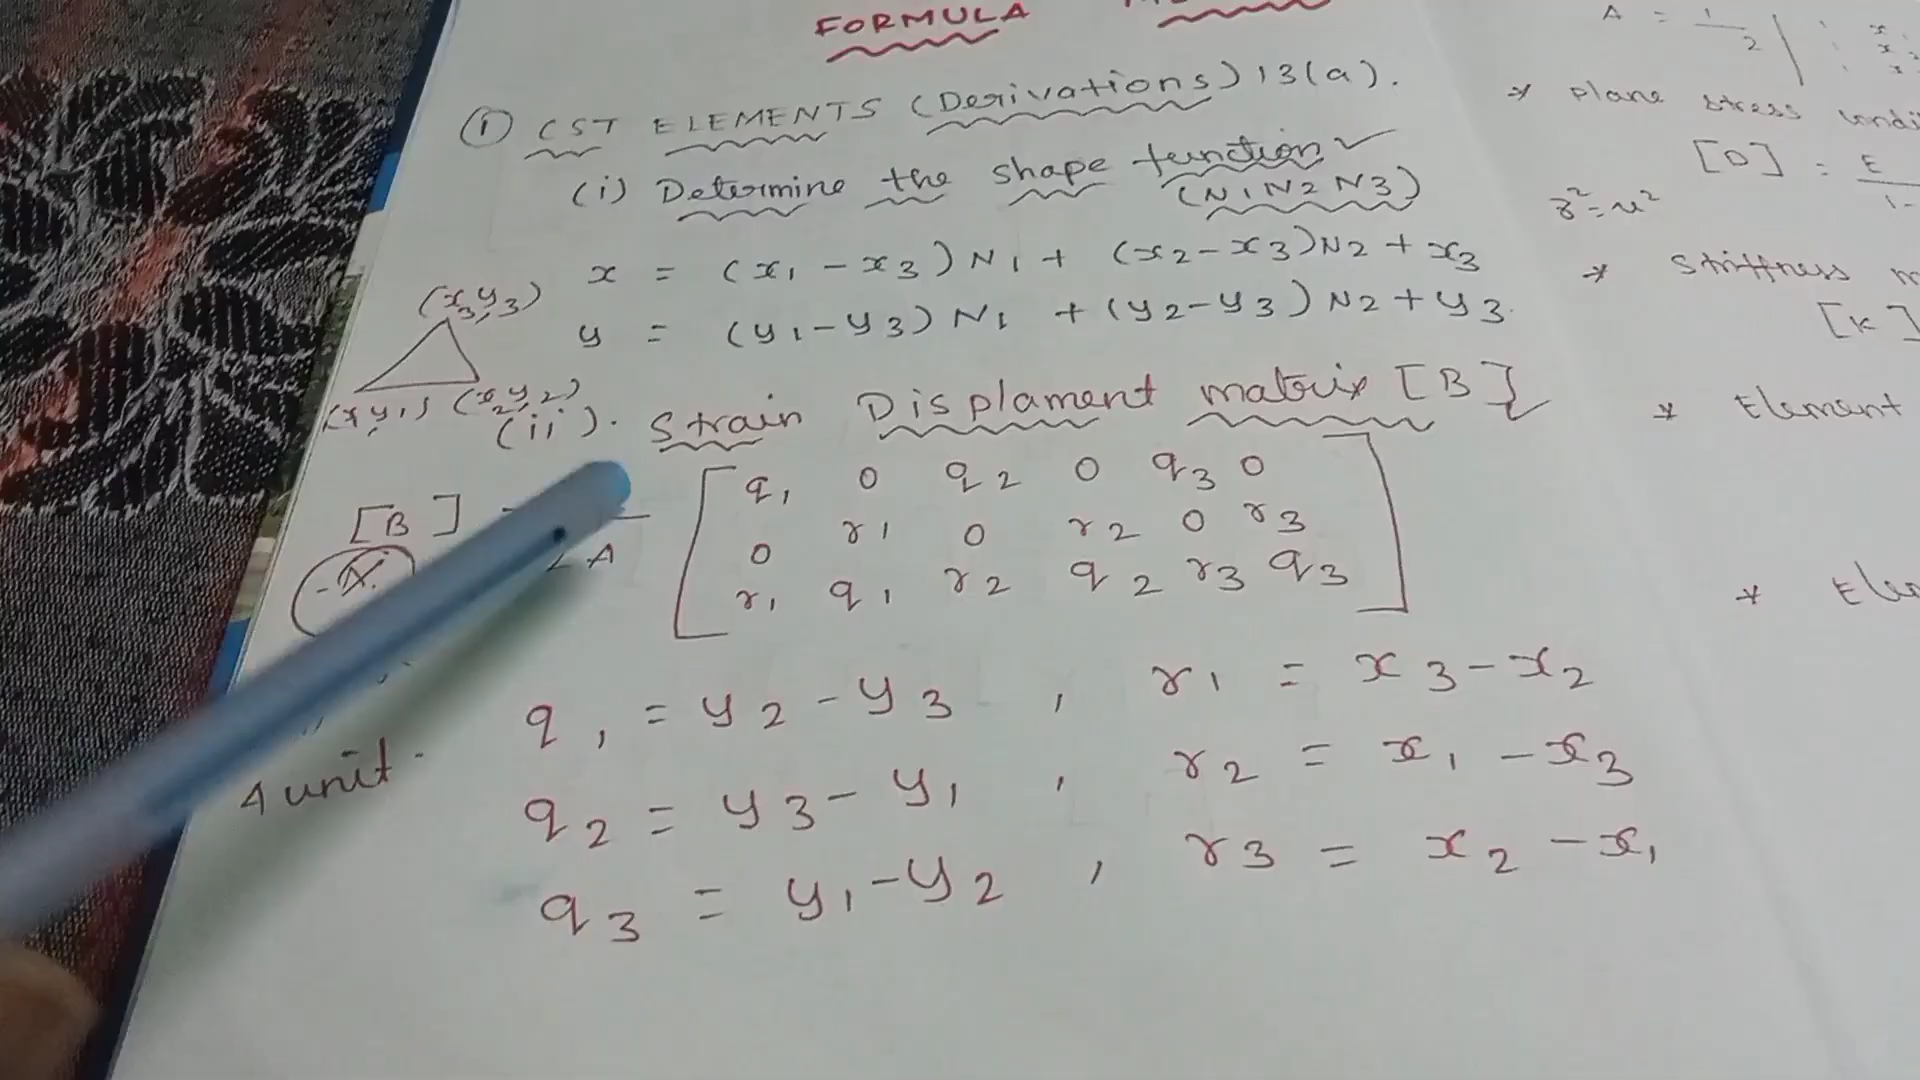 FORMULA
① CST ELEMENTS (Derivations) 13(a).
(i) Determine the shape function ✓
(N1 N2 N3)
x = (x1 - x3) N1 + (x2 - x3) N2 + x3
y = (y1 - y3) N1 + (y2 - y3) N2 + y3.
(x3, y3)
(x, y1) (x2, y2)
(ii). Strain Displament matrix [B]
[B]
2A
q1 0 q2 0 q3 0
0 r1 0 r2 0 r3
r1 q1 r2 q2 r3 q3
4 unit.
q1 = y2 - y3 , r1 = x3 - x2
q2 = y3 - y1 , r2 = x1 - x3
q3 = y1 - y2 , r3 = x2 - x1
A = 1/2
* plane stress
[D] = E
* Stiffness
[K]
* Element
*